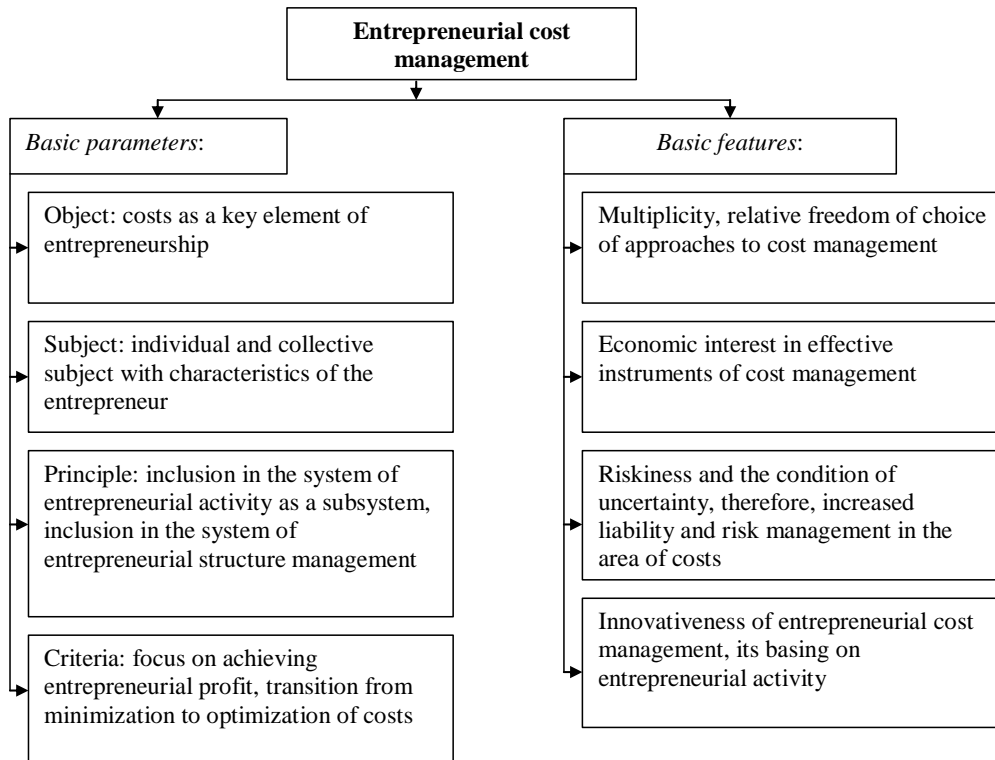 Entrepreneurial cost
management
Basic parameters:
Object: costs as a key element of
entrepreneurship
Subject: individual and collective
subject with characteristics of the
entrepreneur
Principle: inclusion in the system of
entrepreneurial activity as a subsystem,
inclusion in the system of
entrepreneurial structure management
Criteria: focus on achieving
entrepreneurial profit, transition from
minimization to optimization of costs
Basic features:
Multiplicity, relative freedom of choice
of approaches to cost management
Economic interest in effective
instruments of cost management
Riskiness and the condition of
uncertainty, therefore, increased
liability and risk management in the
area of costs
Innovativeness of entrepreneurial cost
management, its basing on
entrepreneurial activity